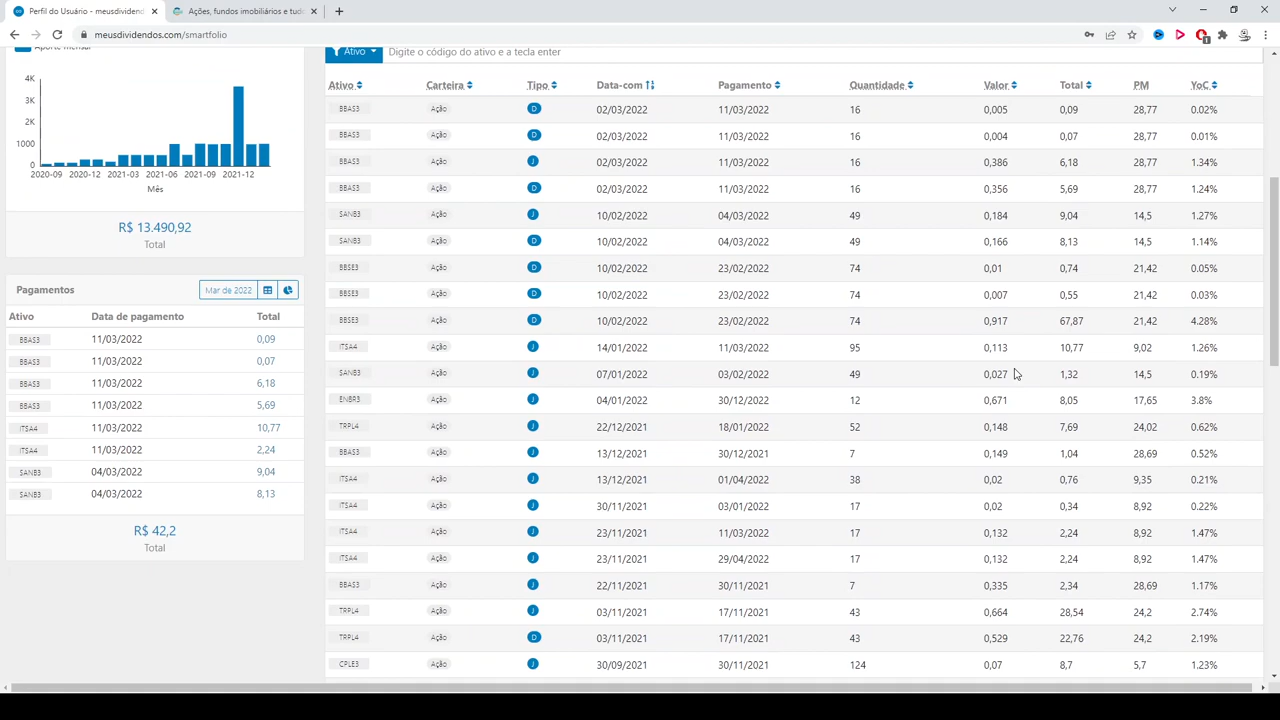 Perfil do Usuário - meusdividend
Ações, fundos imobiliários e tudo
meusdividendos.com/smartfolio
Aporte mensal
4K
3K
2K
1000
0
2020-09 2020-12 2021-03 2021-06 2021-09 2021-12
Mês
R$ 13.490,92
Total
Pagamentos Mar de 2022
Ativo Data de pagamento Total
BBAS3 11/03/2022 0,09
BBAS3 11/03/2022 0,07
BBAS3 11/03/2022 6,18
BBAS3 11/03/2022 5,69
ITSA4 11/03/2022 10,77
ITSA4 11/03/2022 2,24
SANB3 04/03/2022 9,04
SANB3 04/03/2022 8,13
R$ 42,2
Total
Ativo Digite o código do ativo e a tecla enter
Ativo Carteira Tipo Data-com Pagamento Quantidade Valor Total PM YoC
BBAS3 Ação D 02/03/2022 11/03/2022 16 0,005 0,09 28,77 0.02%
BBAS3 Ação D 02/03/2022 11/03/2022 16 0,004 0,07 28,77 0.01%
BBAS3 Ação J 02/03/2022 11/03/2022 16 0,386 6,18 28,77 1.34%
BBAS3 Ação D 02/03/2022 11/03/2022 16 0,356 5,69 28,77 1.24%
SANB3 Ação J 10/02/2022 04/03/2022 49 0,184 9,04 14,5 1.27%
SANB3 Ação D 10/02/2022 04/03/2022 49 0,166 8,13 14,5 1.14%
BBSE3 Ação D 10/02/2022 23/02/2022 74 0,01 0,74 21,42 0.05%
BBSE3 Ação D 10/02/2022 23/02/2022 74 0,007 0,55 21,42 0.03%
BBSE3 Ação D 10/02/2022 23/02/2022 74 0,917 67,87 21,42 4.28%
ITSA4 Ação J 14/01/2022 11/03/2022 95 0,113 10,77 9,02 1.26%
SANB3 Ação J 07/01/2022 03/02/2022 49 0,027 1,32 14,5 0.19%
ENBR3 Ação J 04/01/2022 30/12/2022 12 0,671 8,05 17,65 3.8%
TRPL4 Ação J 22/12/2021 18/01/2022 52 0,148 7,69 24,02 0.62%
BBAS3 Ação J 13/12/2021 30/12/2021 7 0,149 1,04 28,69 0.52%
ITSA4 Ação J 13/12/2021 01/04/2022 38 0,02 0,76 9,35 0.21%
ITSA4 Ação J 30/11/2021 03/01/2022 17 0,02 0,34 8,92 0.22%
ITSA4 Ação J 23/11/2021 11/03/2022 17 0,132 2,24 8,92 1.47%
ITSA4 Ação J 23/11/2021 29/04/2022 17 0,132 2,24 8,92 1.47%
BBAS3 Ação J 22/11/2021 30/11/2021 7 0,335 2,34 28,69 1.17%
TRPL4 Ação J 03/11/2021 17/11/2021 43 0,664 28,54 24,2 2.74%
TRPL4 Ação D 03/11/2021 17/11/2021 43 0,529 22,76 24,2 2.19%
CPLE3 Ação J 30/09/2021 30/11/2021 124 0,07 8,7 5,7 1.23%